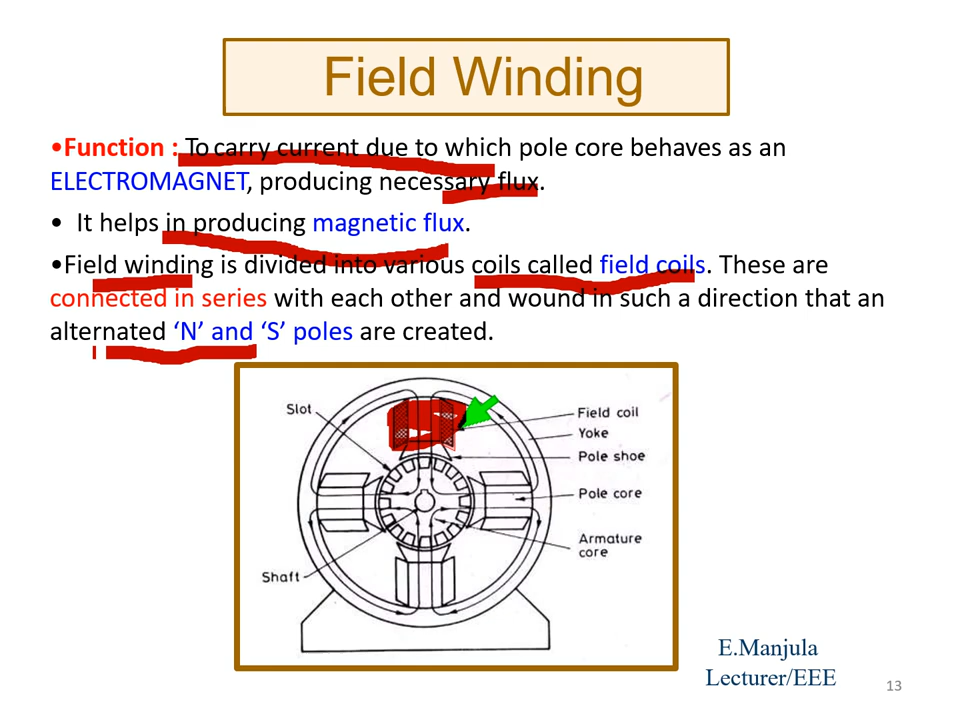 Field Winding
•Function : To carry current due to which pole core behaves as an
ELECTROMAGNET, producing necessary flux.
• It helps in producing magnetic flux.
•Field winding is divided into various coils called field coils. These are
connected in series with each other and wound in such a direction that an
alternated ‘N’ and ‘S’ poles are created.
Slot
Field coil
Yoke
Pole shoe
Pole core
Armature
core
Shaft
E.Manjula
Lecturer/EEE
13